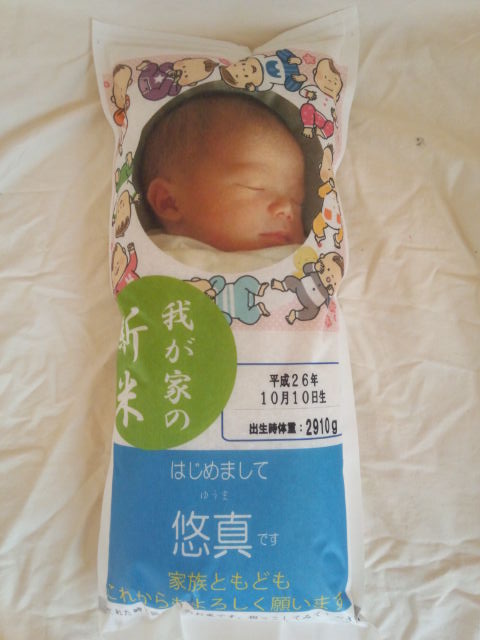 我が家の
新米
平成26年
10月10日生
出生時体重:2910g
はじめまして
ゆうま
悠真です
家族ともども
これからもよろしく願います